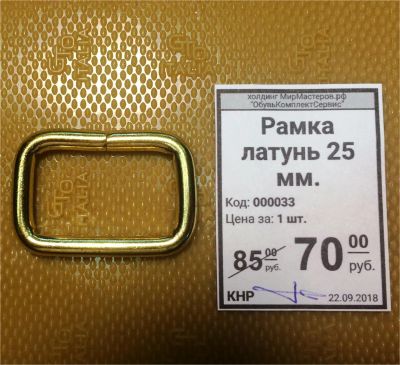 холдинг МирМастеров.рф
"ОбувьКомплектСервис"
Рамка
латунь 25
мм.
Код: 000033
Цена за: 1 шт.
85 00 руб. 70 00 руб.
КНР 22.09.2018